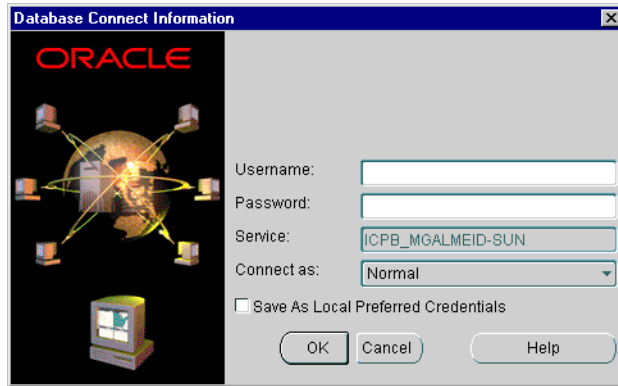 Database Connect Information
ORACLE
Username:
Password:
Service: ICPB_MGALMEID-SUN
Connect as: Normal
Save As Local Preferred Credentials
OK Cancel Help